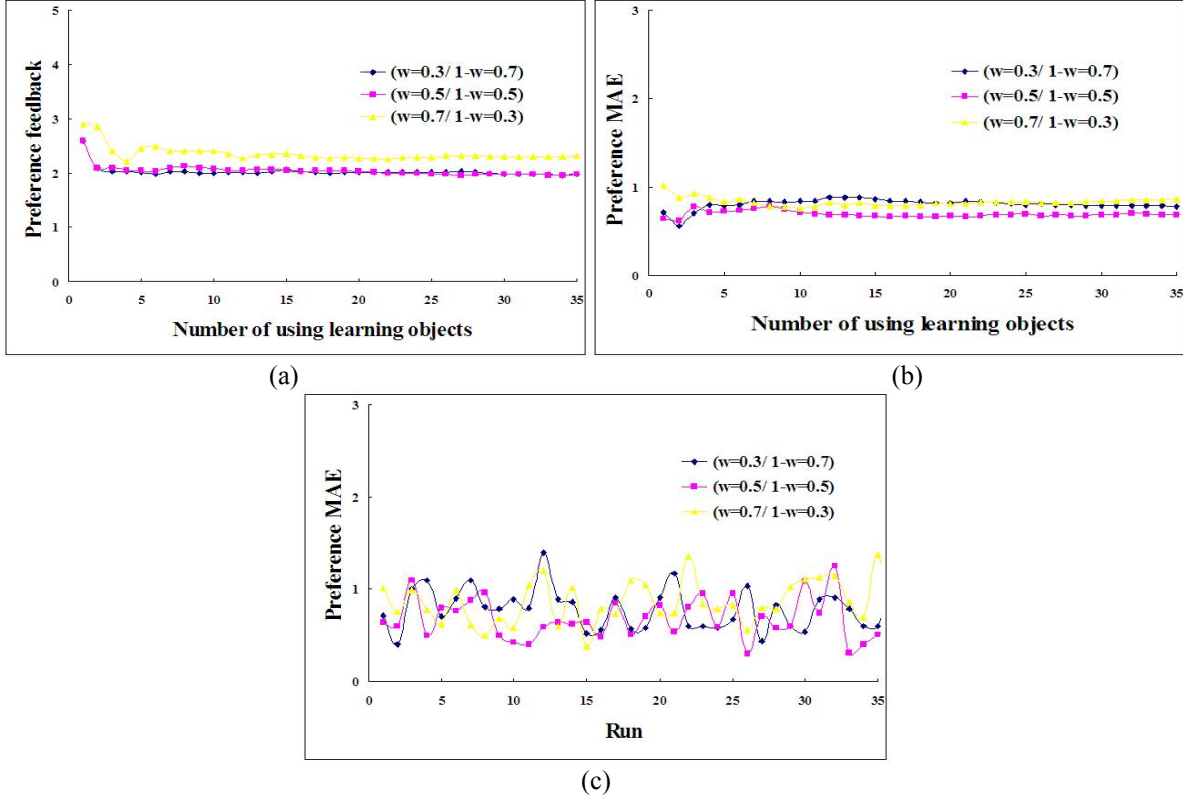 5
4
3
2
1
0
Preference feedback
(w=0.3/ 1-w=0.7)
(w=0.5/ 1-w=0.5)
(w=0.7/ 1-w=0.3)
0 5 10 15 20 25 30 35
Number of using learning objects
(a)
3
2
1
0
Preference MAE
(w=0.3/ 1-w=0.7)
(w=0.5/ 1-w=0.5)
(w=0.7/ 1-w=0.3)
0 5 10 15 20 25 30 35
Number of using learning objects
(b)
3
2
1
0
Preference MAE
(w=0.3/ 1-w=0.7)
(w=0.5/ 1-w=0.5)
(w=0.7/ 1-w=0.3)
0 5 10 15 20 25 30 35
Run
(c)